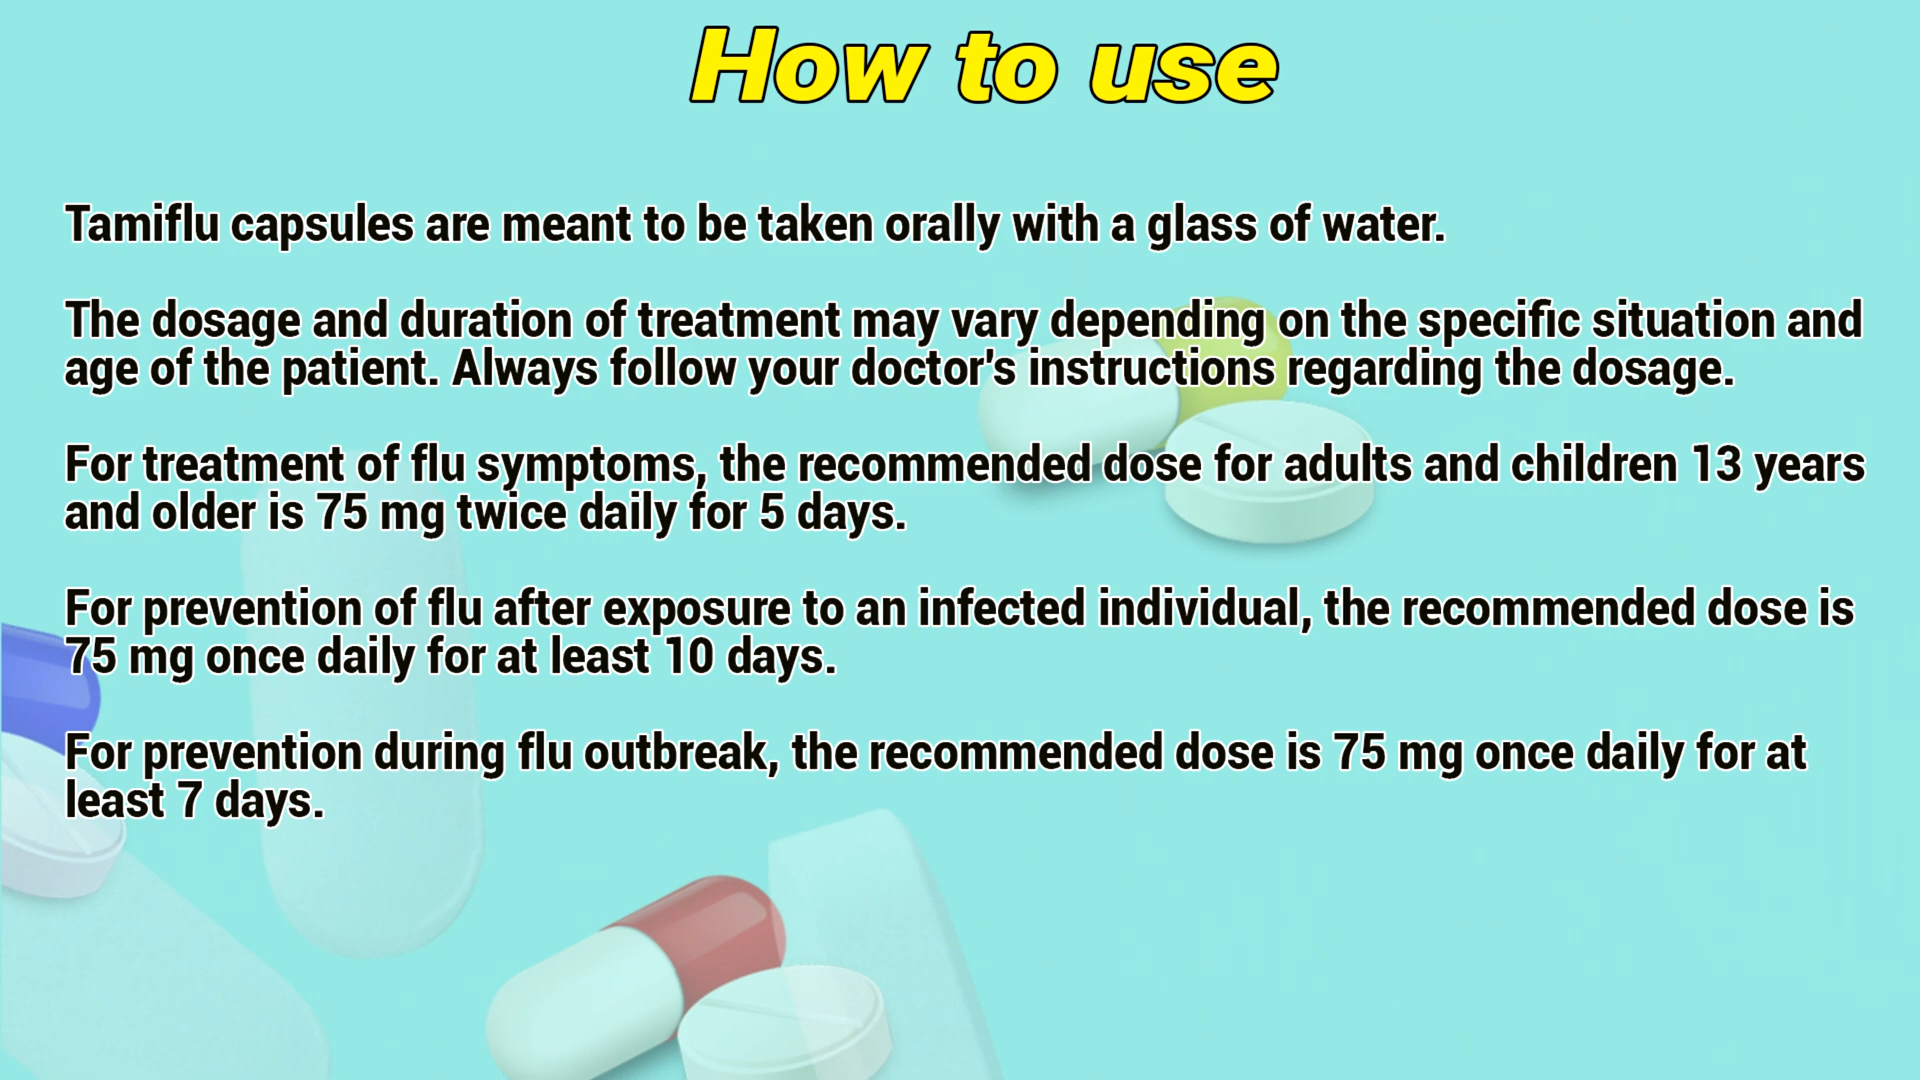 How to use
Tamiflu capsules are meant to be taken orally with a glass of water.
The dosage and duration of treatment may vary depending on the specific situation and
age of the patient. Always follow your doctor's instructions regarding the dosage.
For treatment of flu symptoms, the recommended dose for adults and children 13 years
and older is 75 mg twice daily for 5 days.
For prevention of flu after exposure to an infected individual, the recommended dose is
75 mg once daily for at least 10 days.
For prevention during flu outbreak, the recommended dose is 75 mg once daily for at
least 7 days.